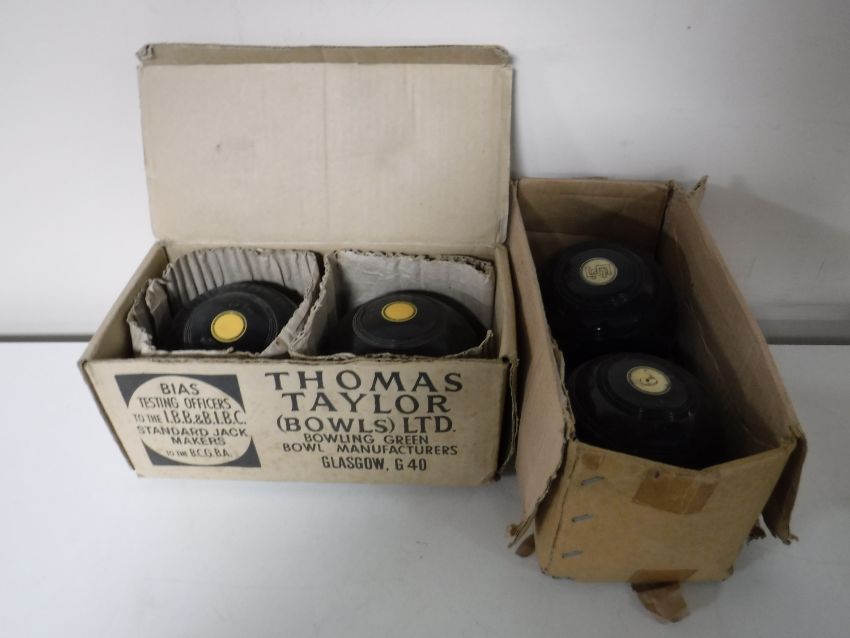 BIAS
TESTING OFFICERS
TO THE I.B.B.&B.I.B.C.
STANDARD JACK
MAKERS
TO THE B.C.G.B.A.
THOMAS
TAYLOR
(BOWLS) LTD.
BOWLING GREEN
BOWL MANUFACTURERS
GLASGOW, G 40